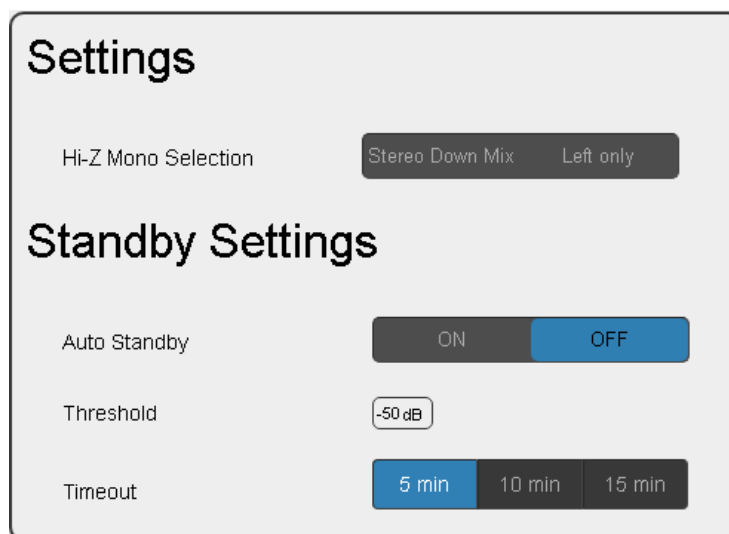 Settings
Hi-Z Mono Selection Stereo Down Mix Left only
Standby Settings
Auto Standby ON OFF
Threshold -50 dB
Timeout 5 min 10 min 15 min